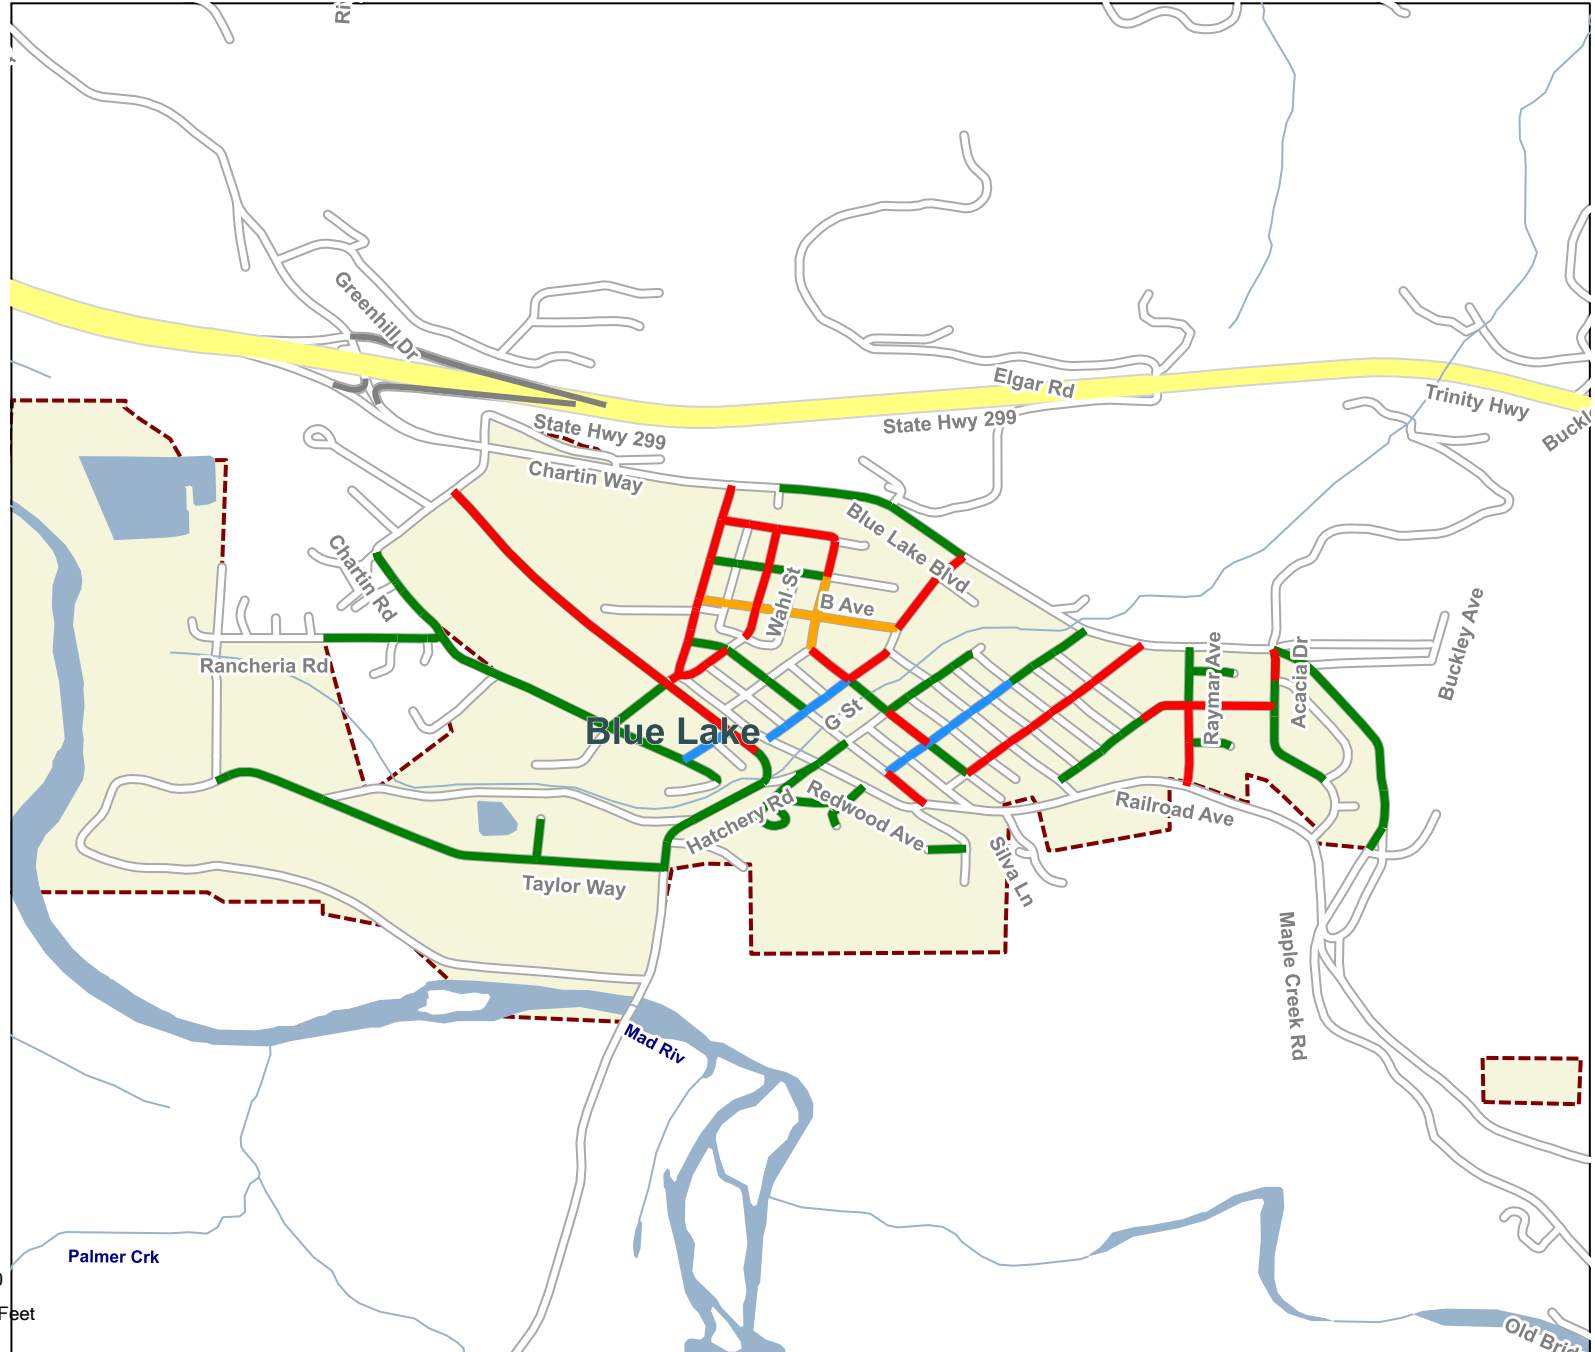 Greenhill Dr
Elgar Rd
Trinity Hwy
State Hwy 299
State Hwy 299
Chartin Way
Blue Lake Blvd
Chartin Rd
Wahl St
B Ave
Buckley Ave
Rancheria Rd
Raymar Ave
Acacia Dr
G St
Blue Lake
Hatchery Rd
Redwood Ave
Railroad Ave
Silva Ln
Taylor Way
Maple Creek Rd
Mad Riv
Palmer Crk
Feet